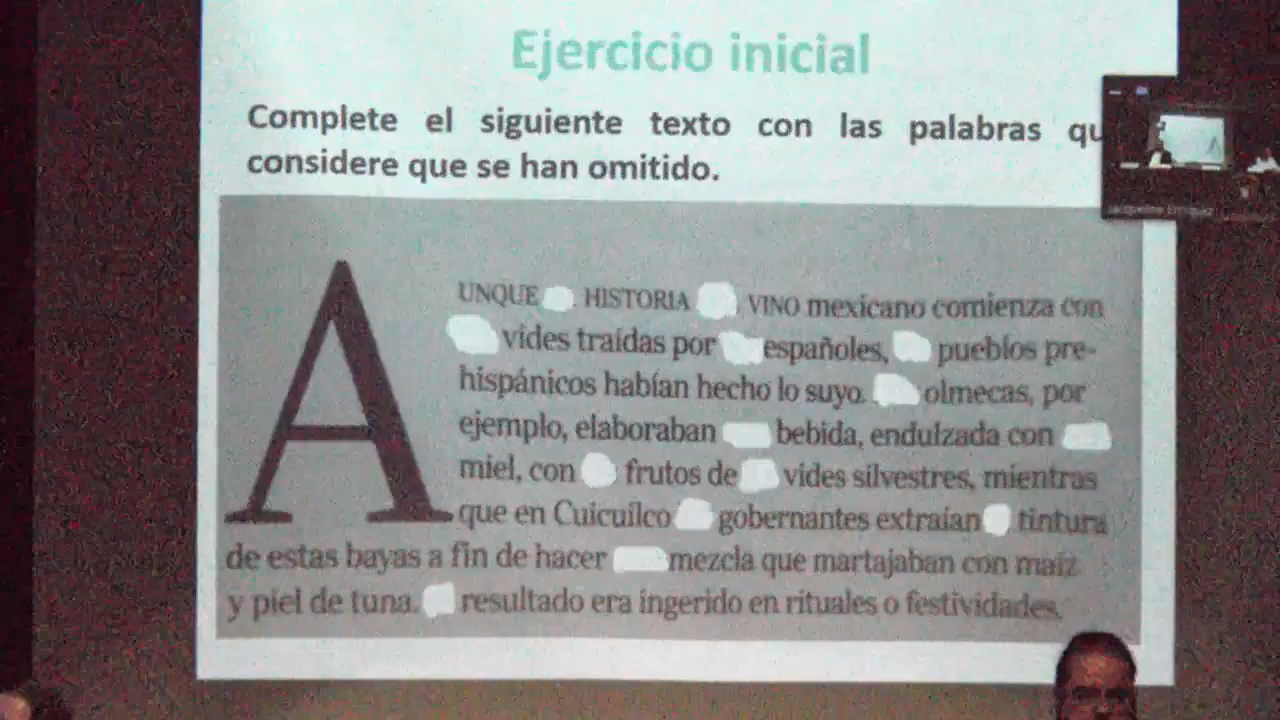 Ejercicio inicial
Complete el siguiente texto con las palabras qu
considere que se han omitido.
AUNQUE HISTORIA VINO mexicano comienza con
vides traídas por españoles, pueblos pre-
hispánicos habían hecho lo suyo. olmecas, por
ejemplo, elaboraban bebida, endulzada con
miel, con frutos de vides silvestres, mientras
que en Cuicuilco gobernantes extraían tintura
de estas bayas a fin de hacer mezcla que martajaban con maíz
y piel de tuna. resultado era ingerido en rituales o festividades.